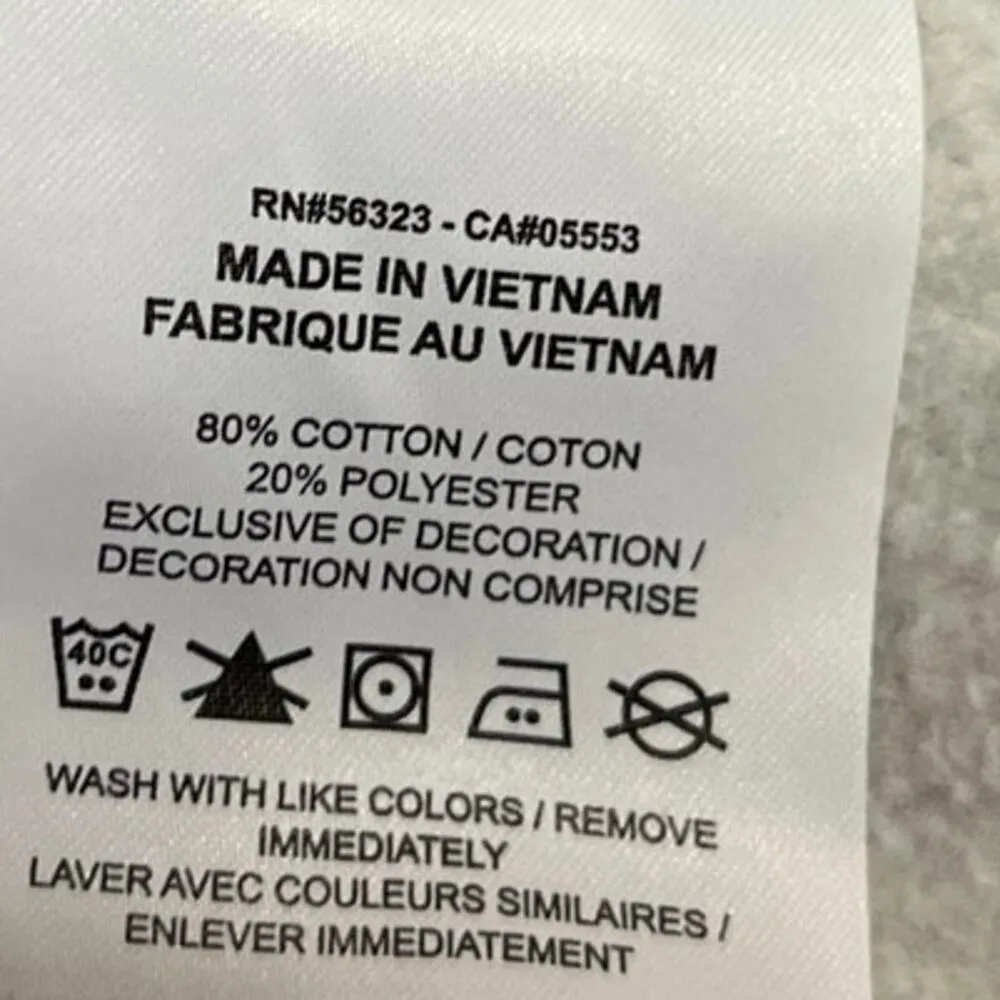 RN#56323 - CA#05553
MADE IN VIETNAM
FABRIQUE AU VIETNAM
80% COTTON / COTON
20% POLYESTER
EXCLUSIVE OF DECORATION /
DECORATION NON COMPRISE
40C
WASH WITH LIKE COLORS / REMOVE
IMMEDIATELY
LAVER AVEC COULEURS SIMILAIRES /
ENLEVER IMMEDIATEMENT